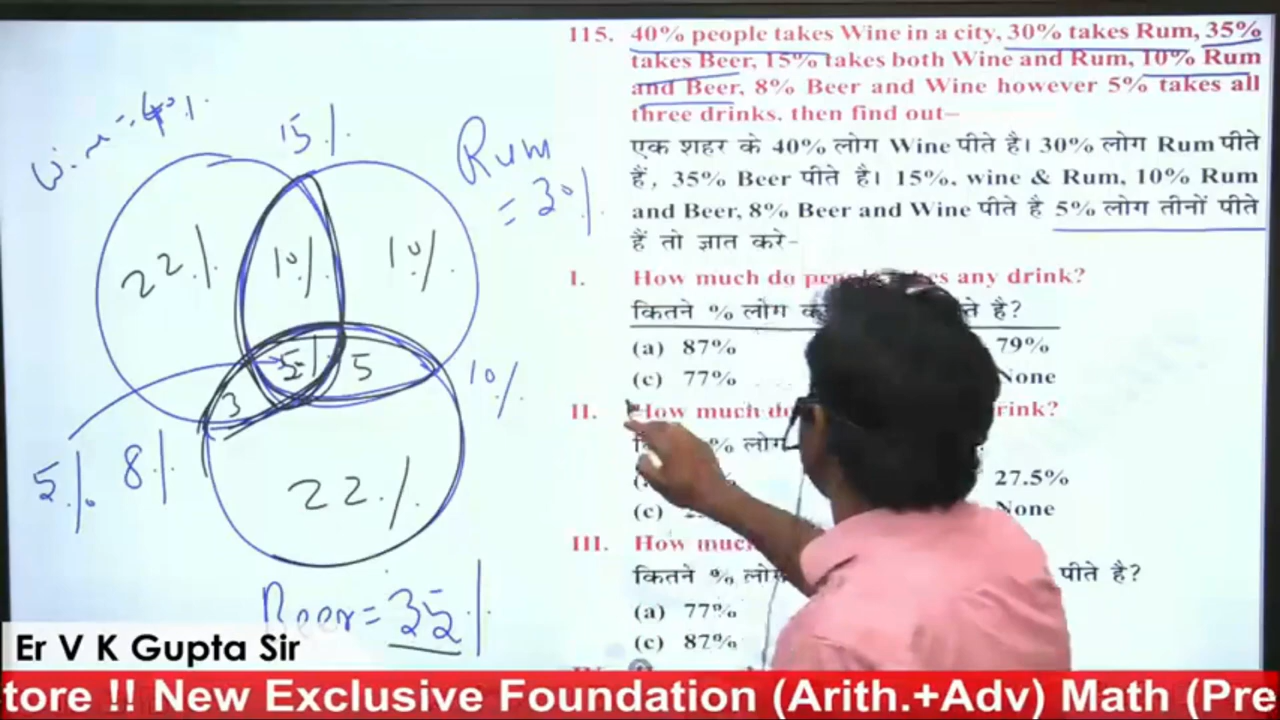 115. 40% people takes Wine in a city, 30% takes Rum, 35%
takes Beer, 15% takes both Wine and Rum, 10% Rum
and Beer, 8% Beer and Wine however 5% takes all
three drinks, then find out–
एक शहर के 40% लोग Wine पीते है। 30% लोग Rum पीते
हैं, 35% Beer पीते है। 15%, wine & Rum, 10% Rum
and Beer, 8% Beer and Wine पीते है 5% लोग तीनों पीते
हैं तो ज्ञात करे-
I. How much do any drink?
कितने % लोग है?
(a) 87% 79%
(c) 77% None
II. How much
% लोग
27.5%
(c) None
III. How
कितने % पीते है?
(a) 77%
(c) 87%
40%
15%
Rum
= 30%
22% 10% 10%
5% 5
3 10%
5% 8%
22%
Beer = 35%
Er V K Gupta Sir
tore !! New Exclusive Foundation (Arith.+Adv) Math (Pre